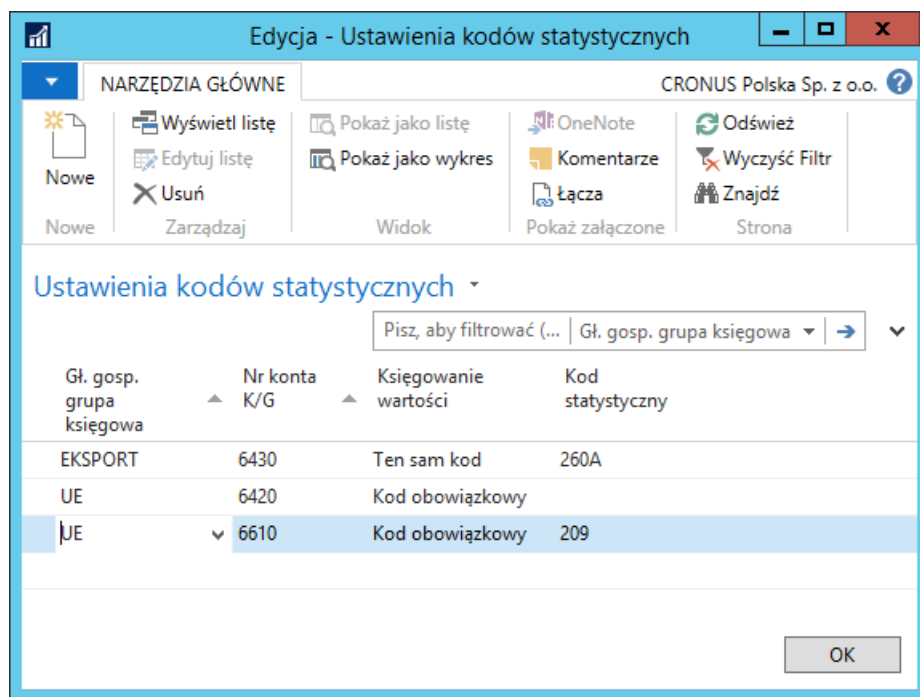 Edycja - Ustawienia kodów statystycznych
NARZĘDZIA GŁÓWNE
CRONUS Polska Sp. z o.o.
Nowe
Wyświetl listę
Edytuj listę
Usuń
Pokaż jako listę
Pokaż jako wykres
OneNote
Komentarze
Łącza
Odśwież
Wyczyść Filtr
Znajdź
Nowe
Zarządzaj
Widok
Pokaż załączone
Strona
Ustawienia kodów statystycznych
Pisz, aby filtrować (... Gł. gosp. grupa księgowa
Gł. gosp. grupa księgowa
Nr konta K/G
Księgowanie wartości
Kod statystyczny
EKSPORT 6430 Ten sam kod 260A
UE 6420 Kod obowiązkowy
UE 6610 Kod obowiązkowy 209
OK